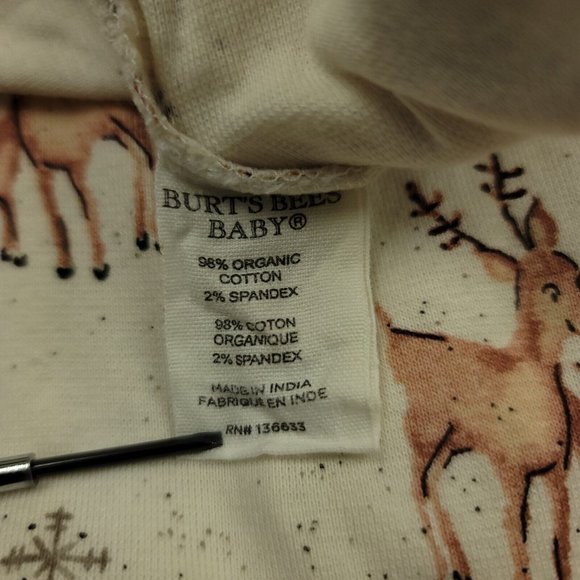 BURT'S BEES
BABY®
98% ORGANIC
COTTON
2% SPANDEX
98% COTON
ORGANIQUE
2% SPANDEX
MADE IN INDIA
FABRIQUE EN INDE
RN# 136633